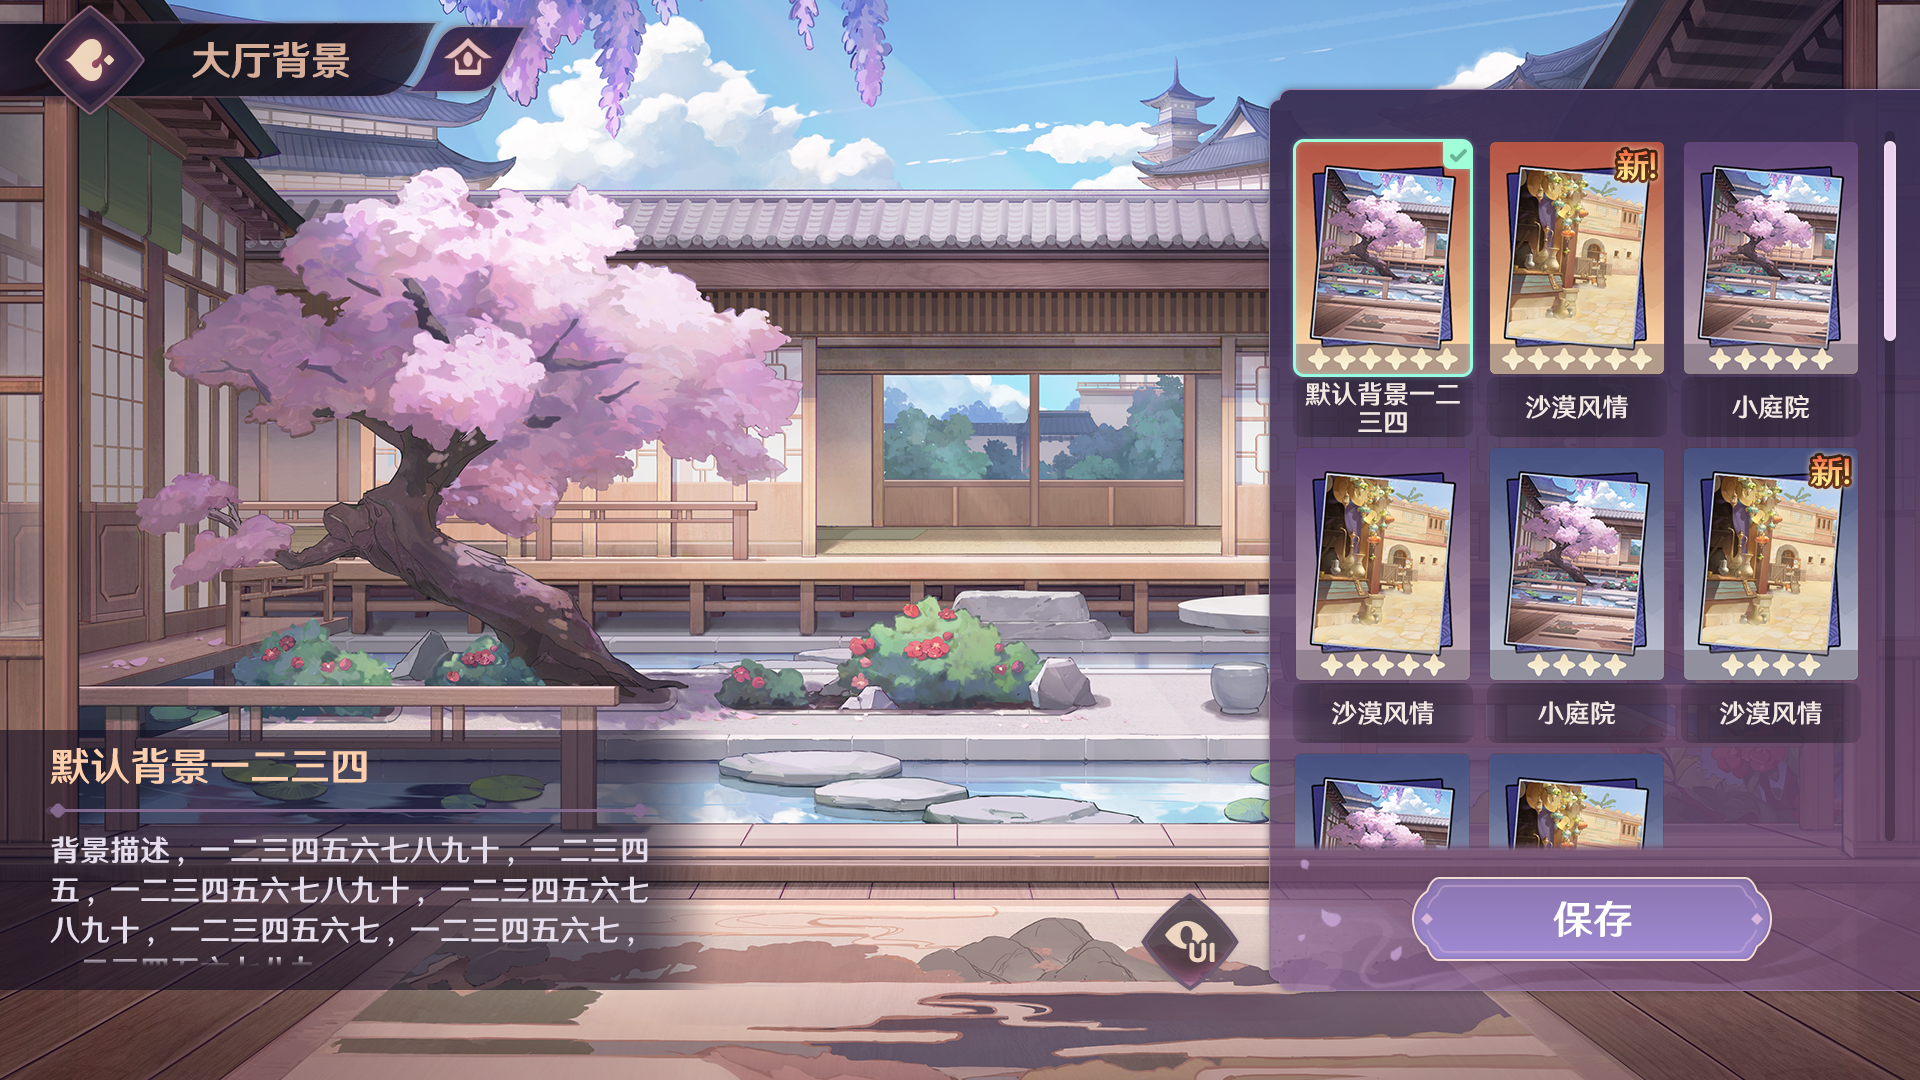 大厅背景
新!
默认背景一二
三四
沙漠风情
小庭院
新!
沙漠风情
小庭院
沙漠风情
默认背景一二三四
背景描述，一二三四五六七八九十，一二三四
五，一二三四五六七八九十，一二三四五六七
八九十，一二三四五六七，一二三四五六七，
UI
保存